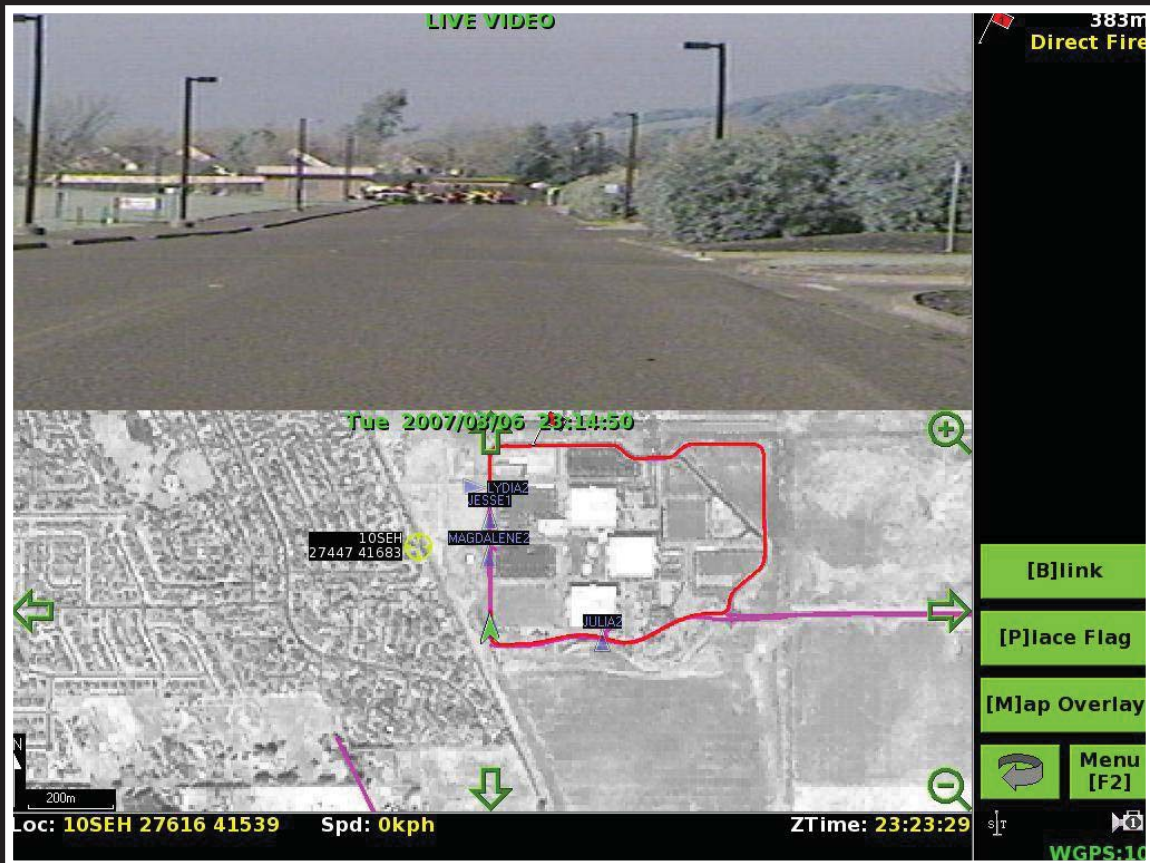 LIVE VIDEO
383m
Direct Fire
Tue 2007/03/06 23:14:50
LYDIA2
JESSE1
10SEH
27447 41683
MAGDALENE2
JULIA2
[B]link
[P]lace Flag
[M]ap Overlay
Menu
[F2]
N
200m
Loc: 10SEH 27616 41539 Spd: 0kph ZTime: 23:23:29
S T
1
WGPS:10